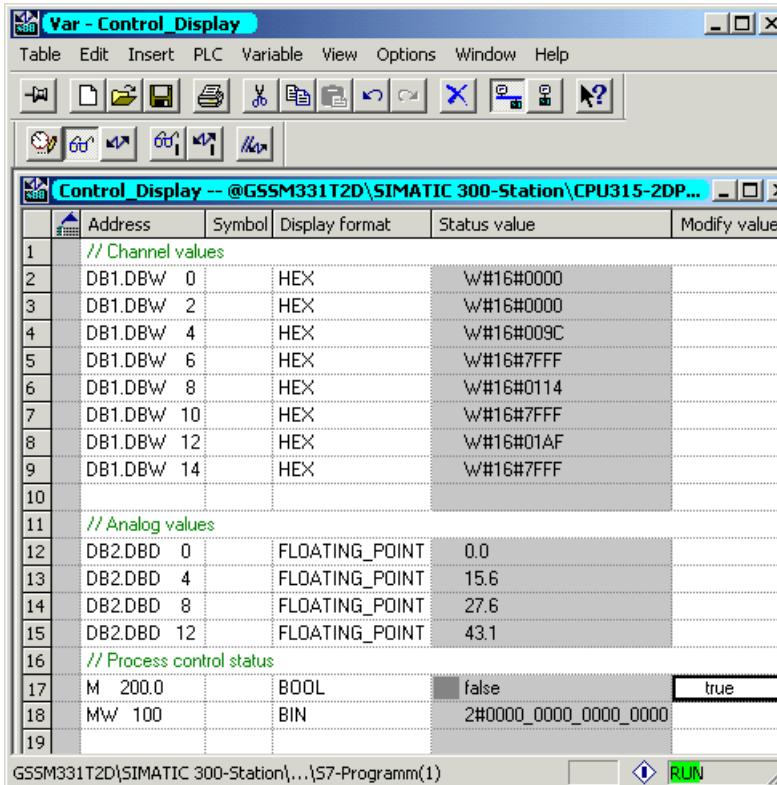 Var - Control_Display
Table Edit Insert PLC Variable View Options Window Help
Control_Display -- @GSSM331T2D\SIMATIC 300-Station\CPU315-2DP...
Address Symbol Display format Status value Modify value
1 // Channel values
2 DB1.DBW 0 HEX W#16#0000
3 DB1.DBW 2 HEX W#16#0000
4 DB1.DBW 4 HEX W#16#009C
5 DB1.DBW 6 HEX W#16#7FFF
6 DB1.DBW 8 HEX W#16#0114
7 DB1.DBW 10 HEX W#16#7FFF
8 DB1.DBW 12 HEX W#16#01AF
9 DB1.DBW 14 HEX W#16#7FFF
10
11 // Analog values
12 DB2.DBD 0 FLOATING_POINT 0.0
13 DB2.DBD 4 FLOATING_POINT 15.6
14 DB2.DBD 8 FLOATING_POINT 27.6
15 DB2.DBD 12 FLOATING_POINT 43.1
16 // Process control status
17 M 200.0 BOOL false true
18 MW 100 BIN 2#0000_0000_0000_0000
19
GSSM331T2D\SIMATIC 300-Station\...\S7-Programm(1) RUN